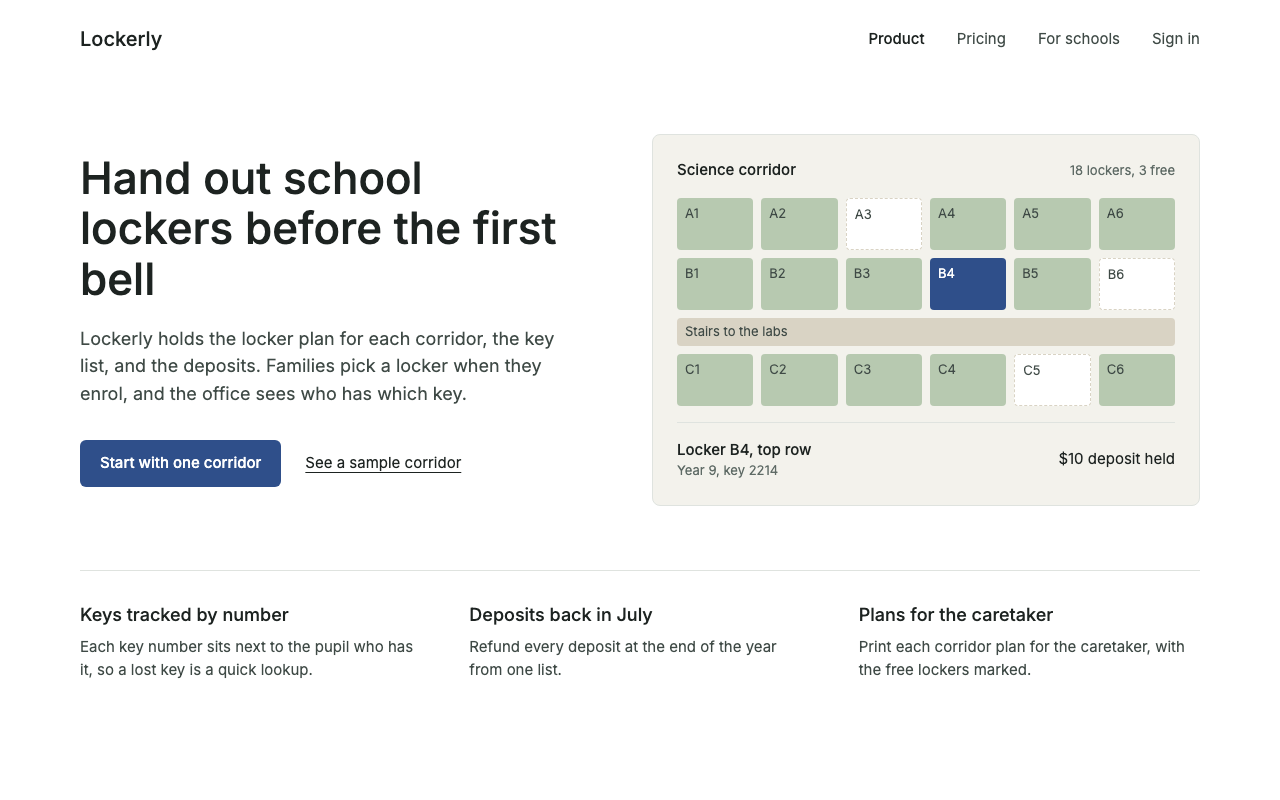 Lockerly
Product Pricing For schools Sign in
Hand out school
lockers before the first
bell
Lockerly holds the locker plan for each corridor, the key
list, and the deposits. Families pick a locker when they
enrol, and the office sees who has which key.
Start with one corridor See a sample corridor
Science corridor 18 lockers, 3 free
A1 A2 A3 A4 A5 A6
B1 B2 B3 B4 B5 B6
Stairs to the labs
C1 C2 C3 C4 C5 C6
Locker B4, top row
Year 9, key 2214
$10 deposit held
Keys tracked by number
Each key number sits next to the pupil who has
it, so a lost key is a quick lookup.
Deposits back in July
Refund every deposit at the end of the year
from one list.
Plans for the caretaker
Print each corridor plan for the caretaker, with
the free lockers marked.